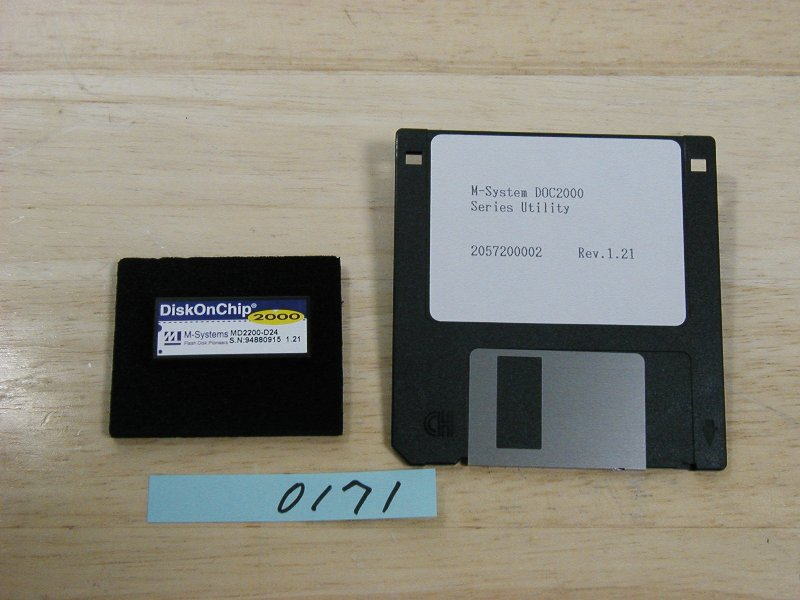 DiskOnChip®
2000
M-Systems MD2200-D24
Flash Disk Pioneers S.N:94880915 1.21
M-System DOC2000
Series Utility
2057200002 Rev.1.21
0171